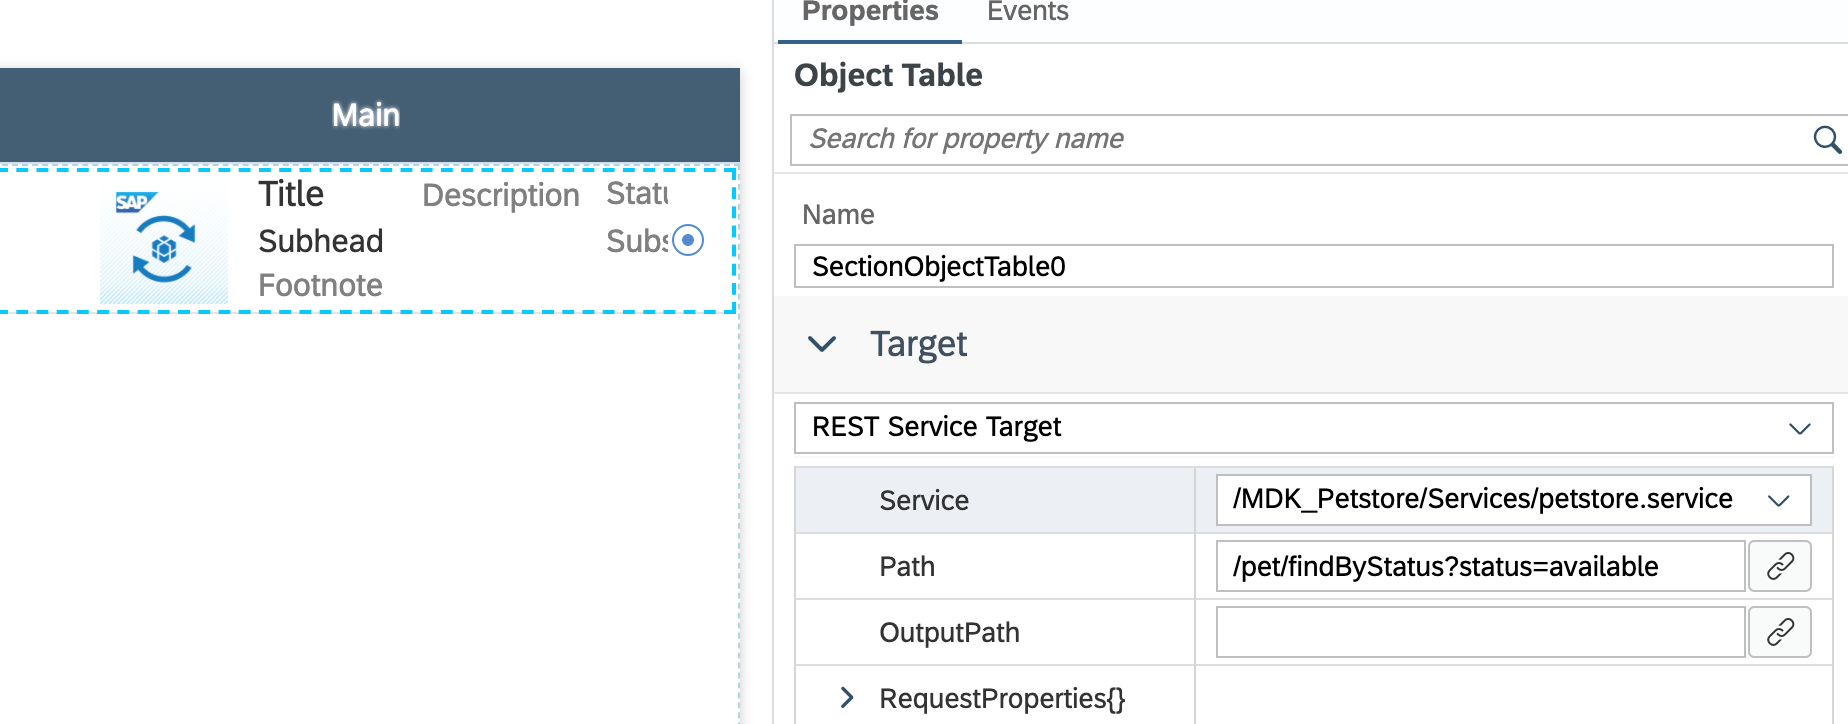 Properties Events
Object Table
Search for property name
Name
SectionObjectTable0
Target
REST Service Target
Service /MDK_Petstore/Services/petstore.service
Path /pet/findByStatus?status=available
OutputPath
RequestProperties{}
Main
SAP
Title Description Statu
Subhead Subs
Footnote